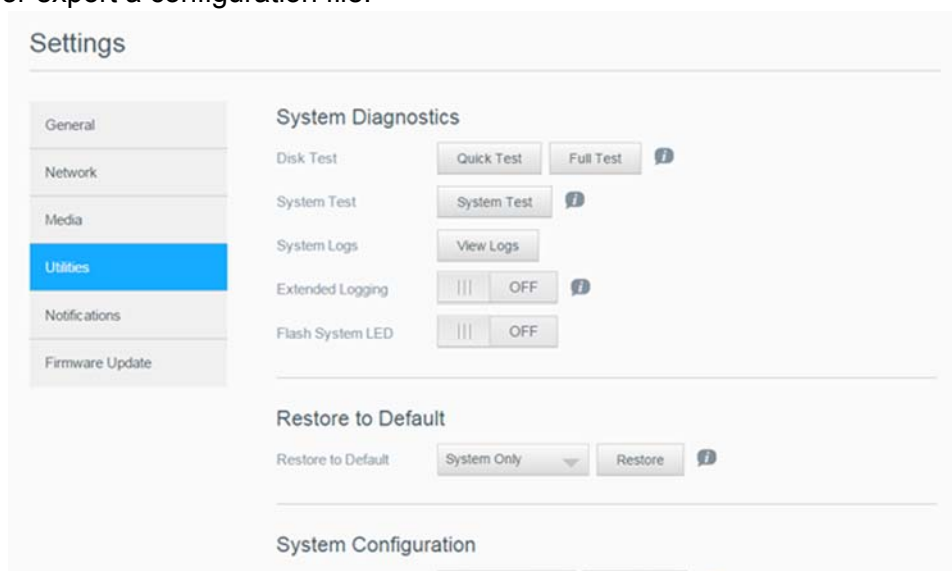 or export a configuration file.
Settings
General
Network
Media
Utilities
Notifications
Firmware Update
System Diagnostics
Disk Test Quick Test Full Test
System Test System Test
System Logs View Logs
Extended Logging OFF
Flash System LED OFF
Restore to Default
Restore to Default System Only Restore
System Configuration